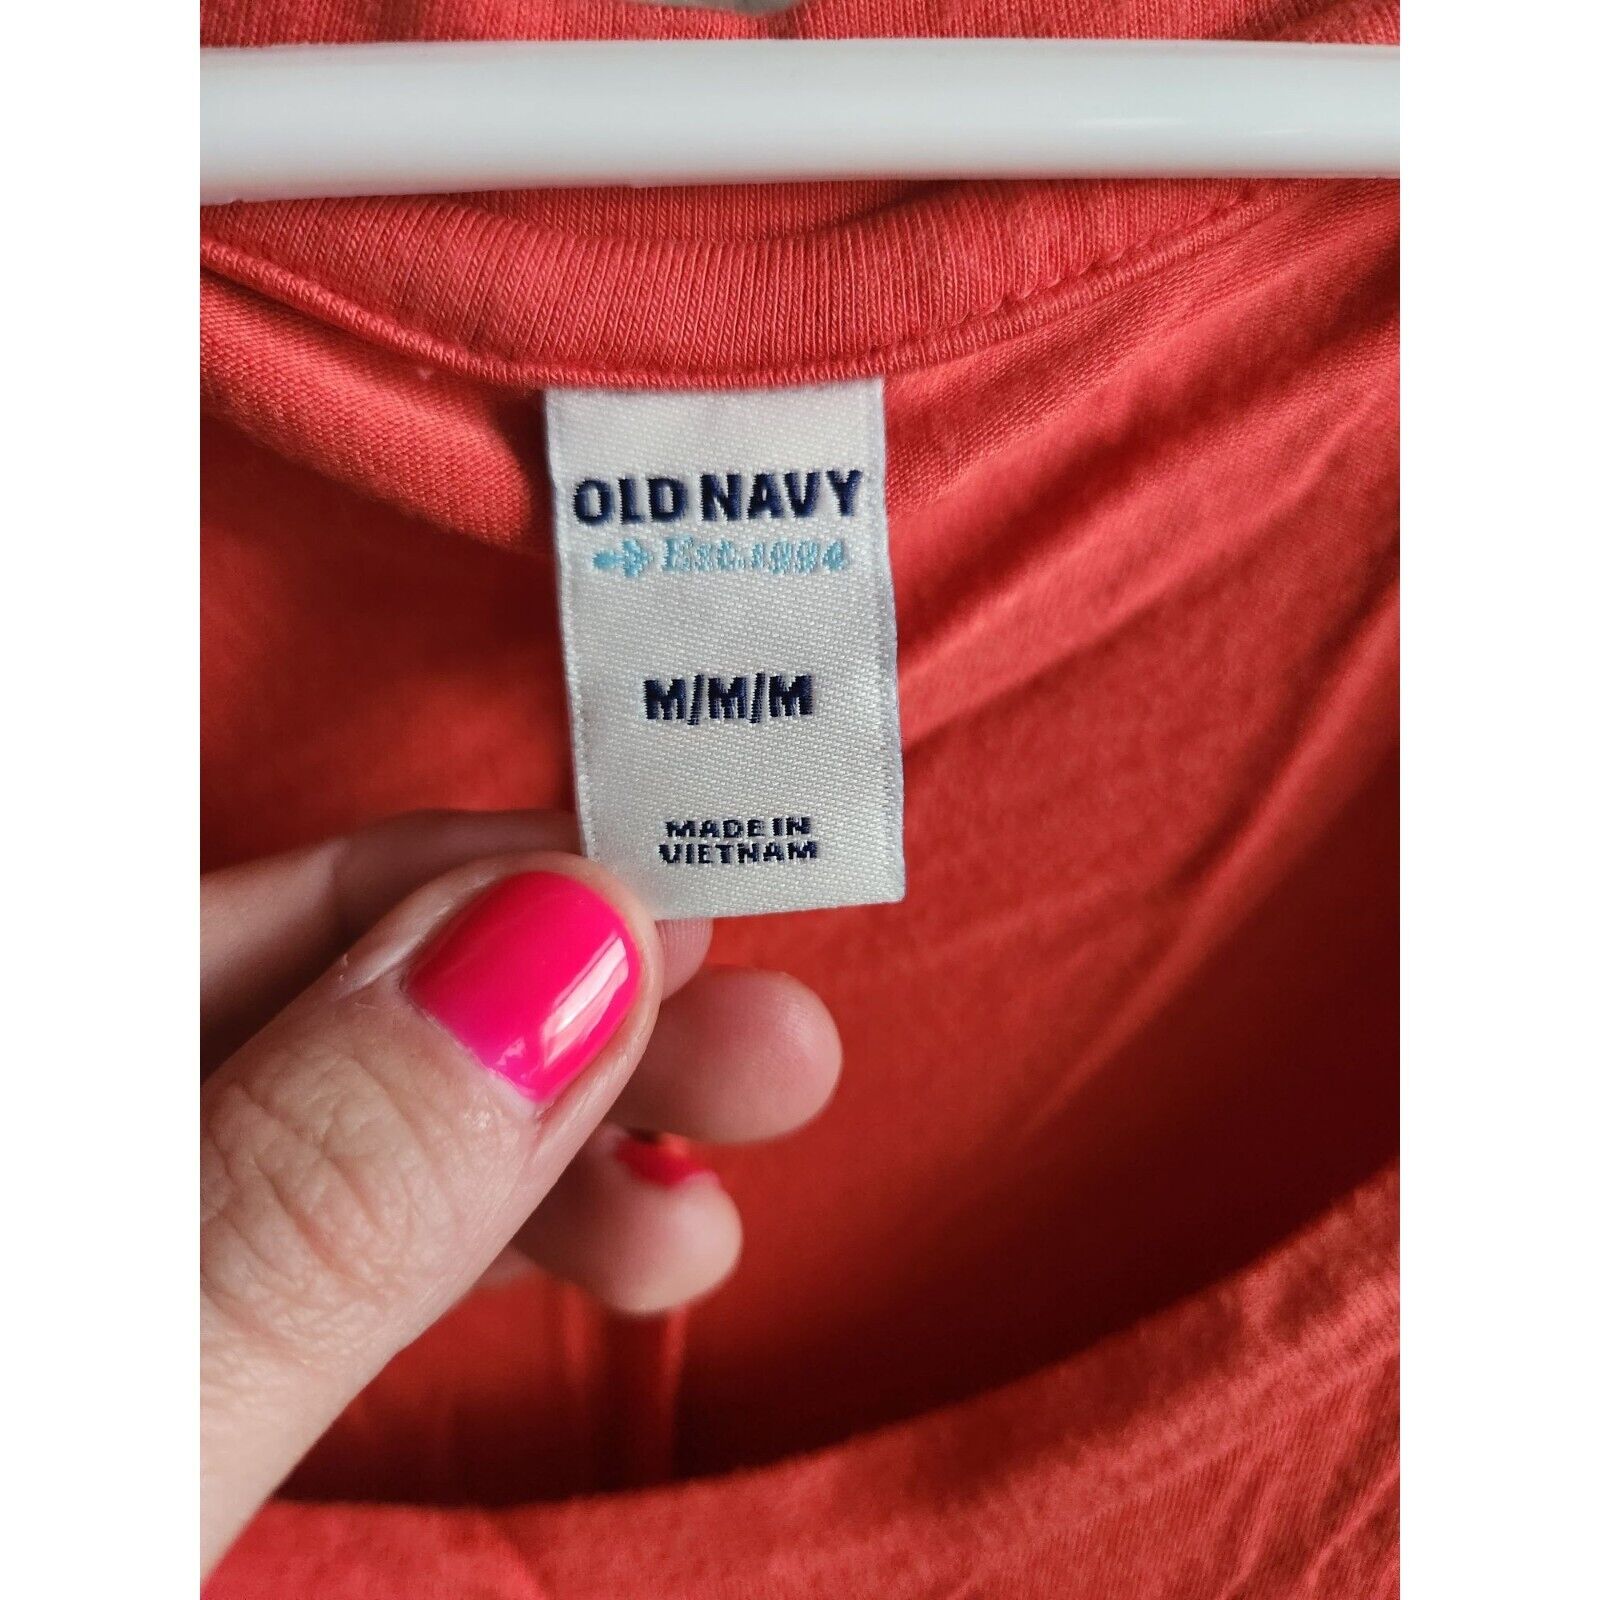 OLD NAVY
Est.1994
M/M/M
MADE IN
VIETNAM